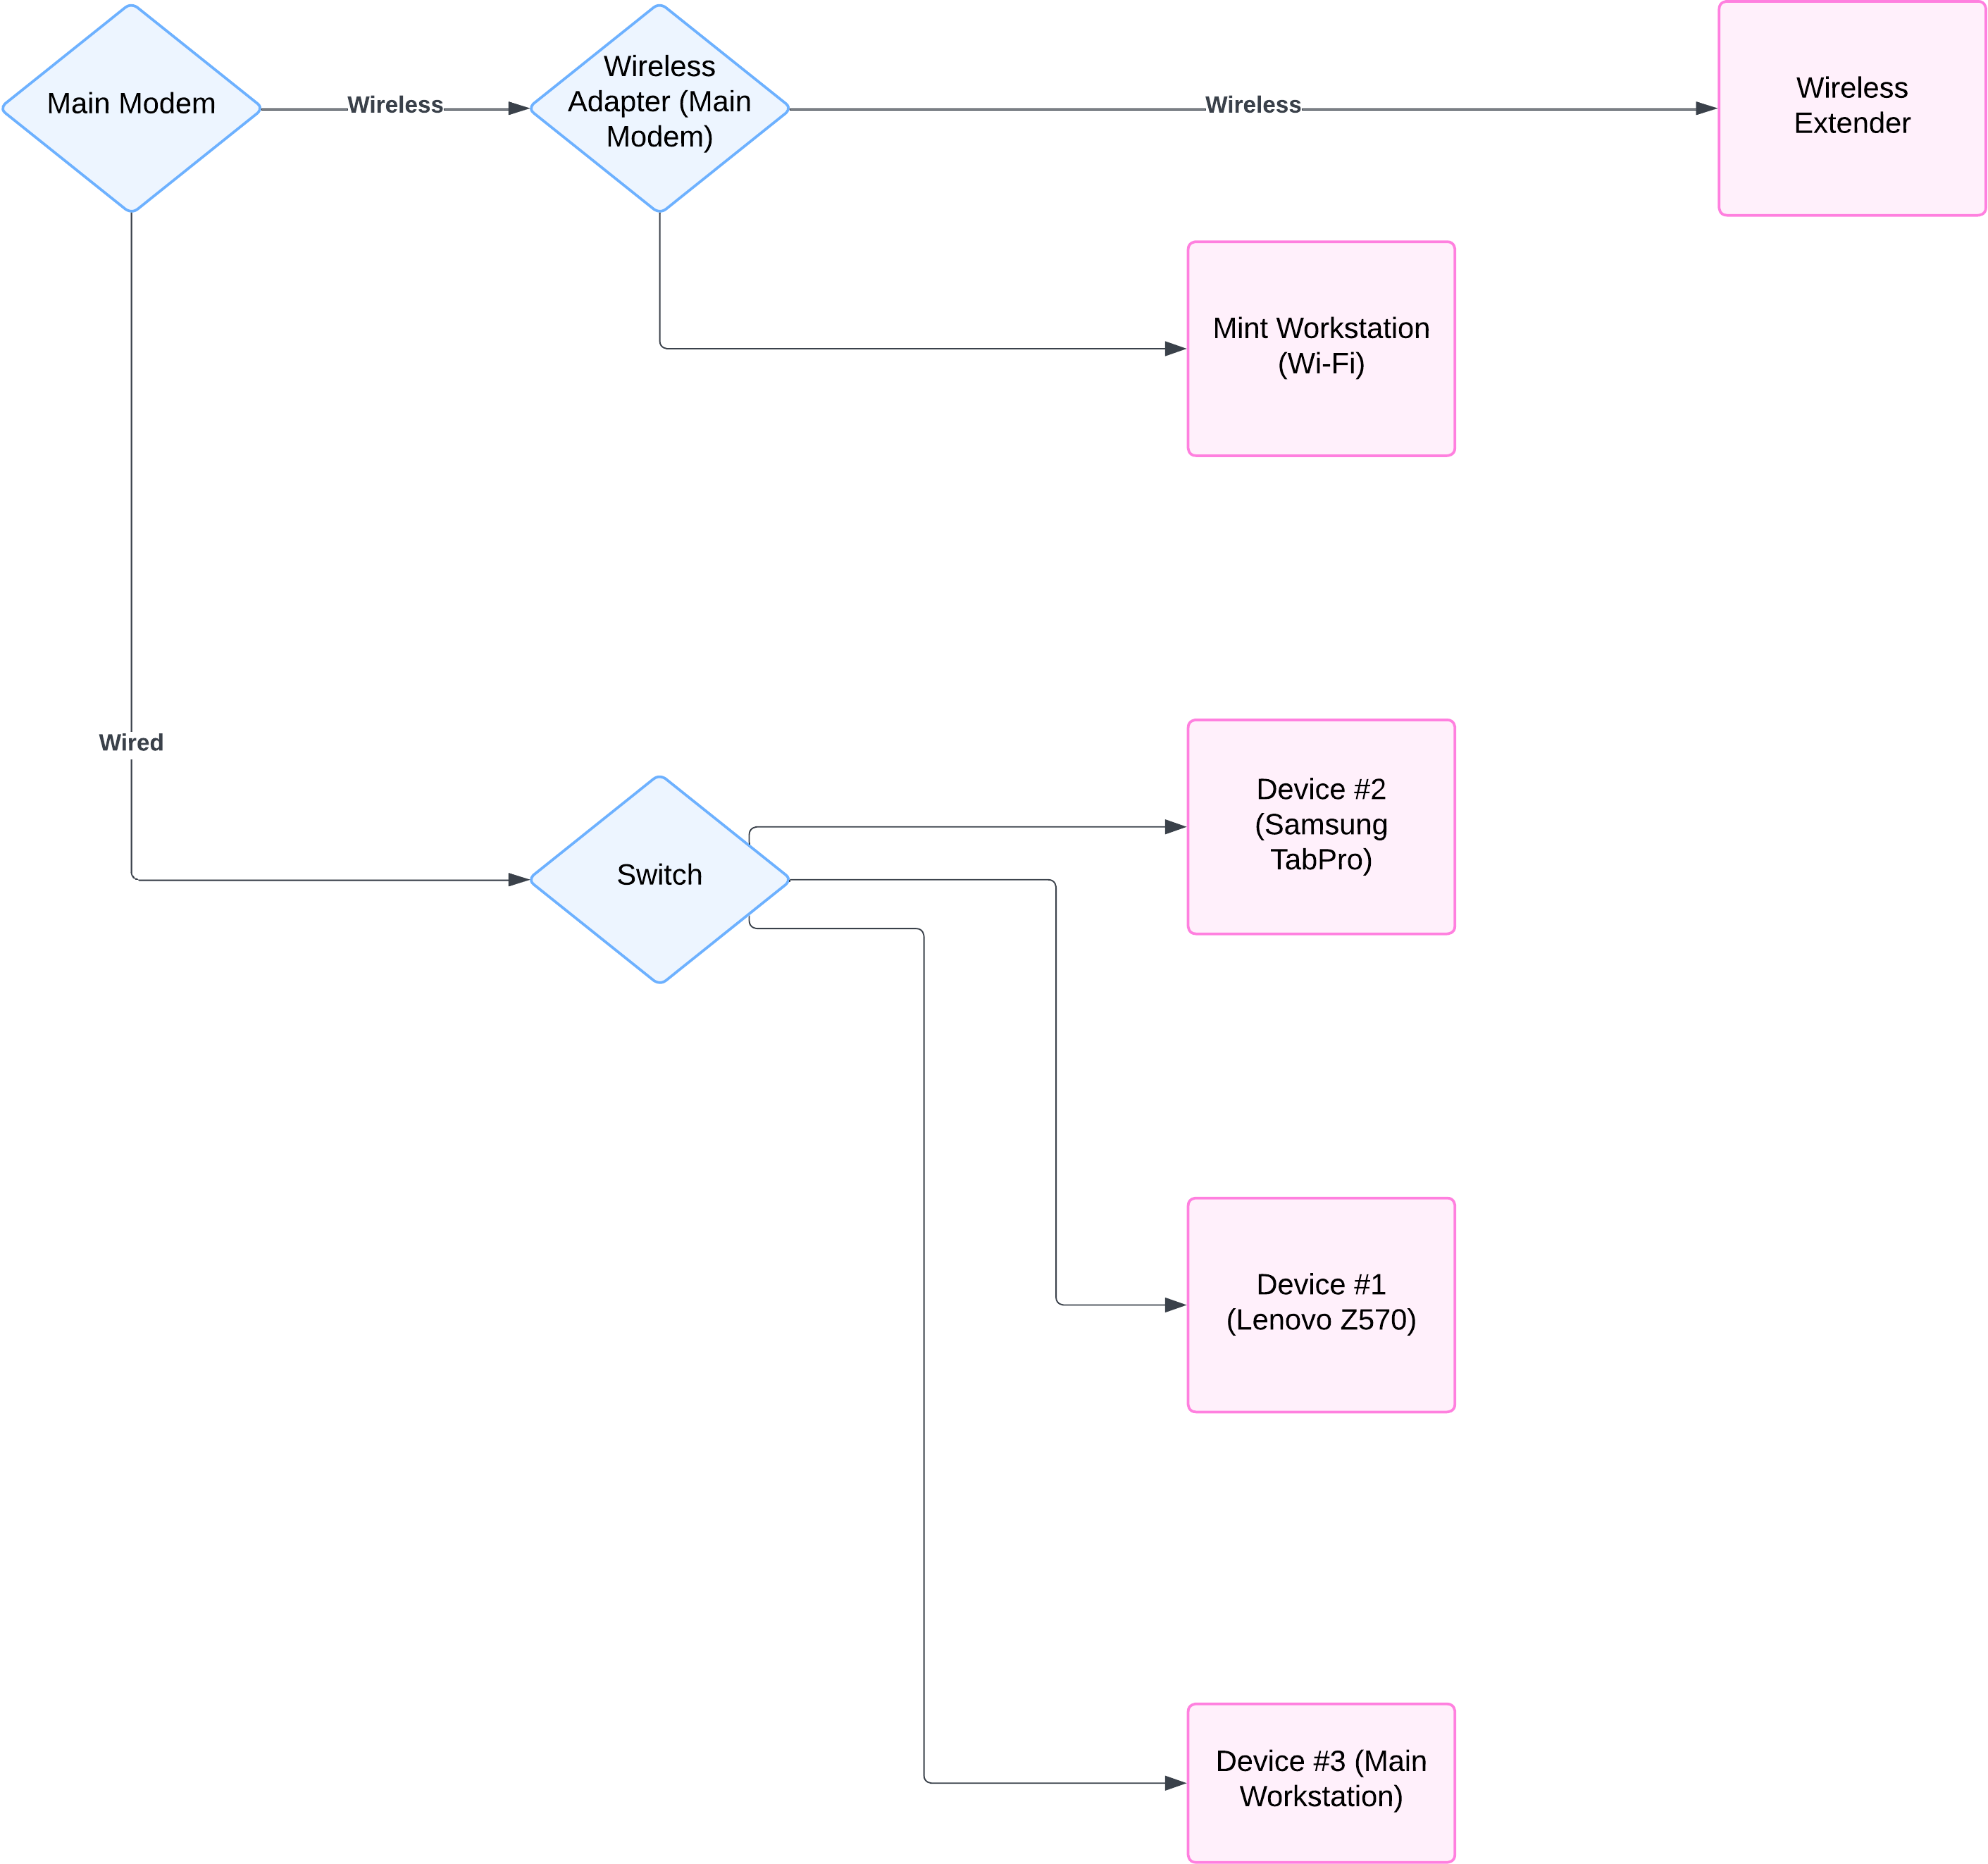 Main Modem
Wireless
Wireless
Adapter (Main
Modem)
Wireless
Wireless
Extender
Mint Workstation
(Wi-Fi)
Wired
Switch
Device #2
(Samsung
TabPro)
Device #1
(Lenovo Z570)
Device #3 (Main
Workstation)